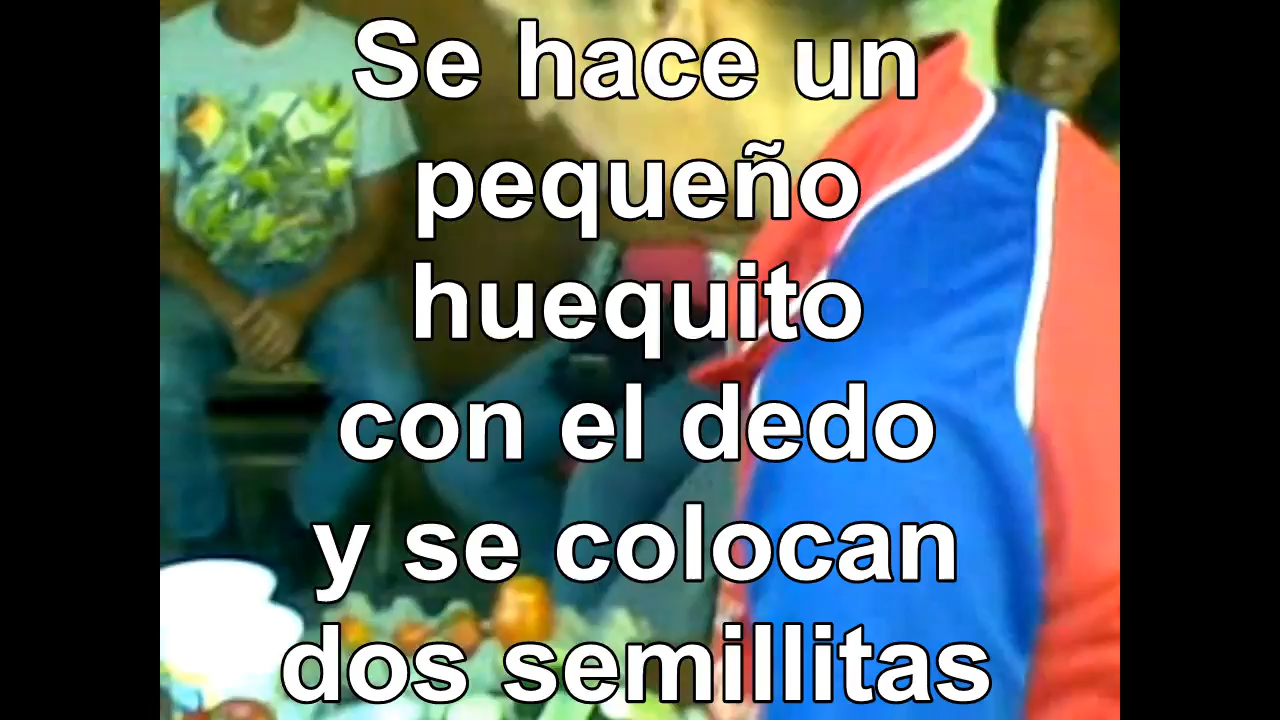 Se hace un
pequeño
huequito
con el dedo
y se colocan
dos semillitas